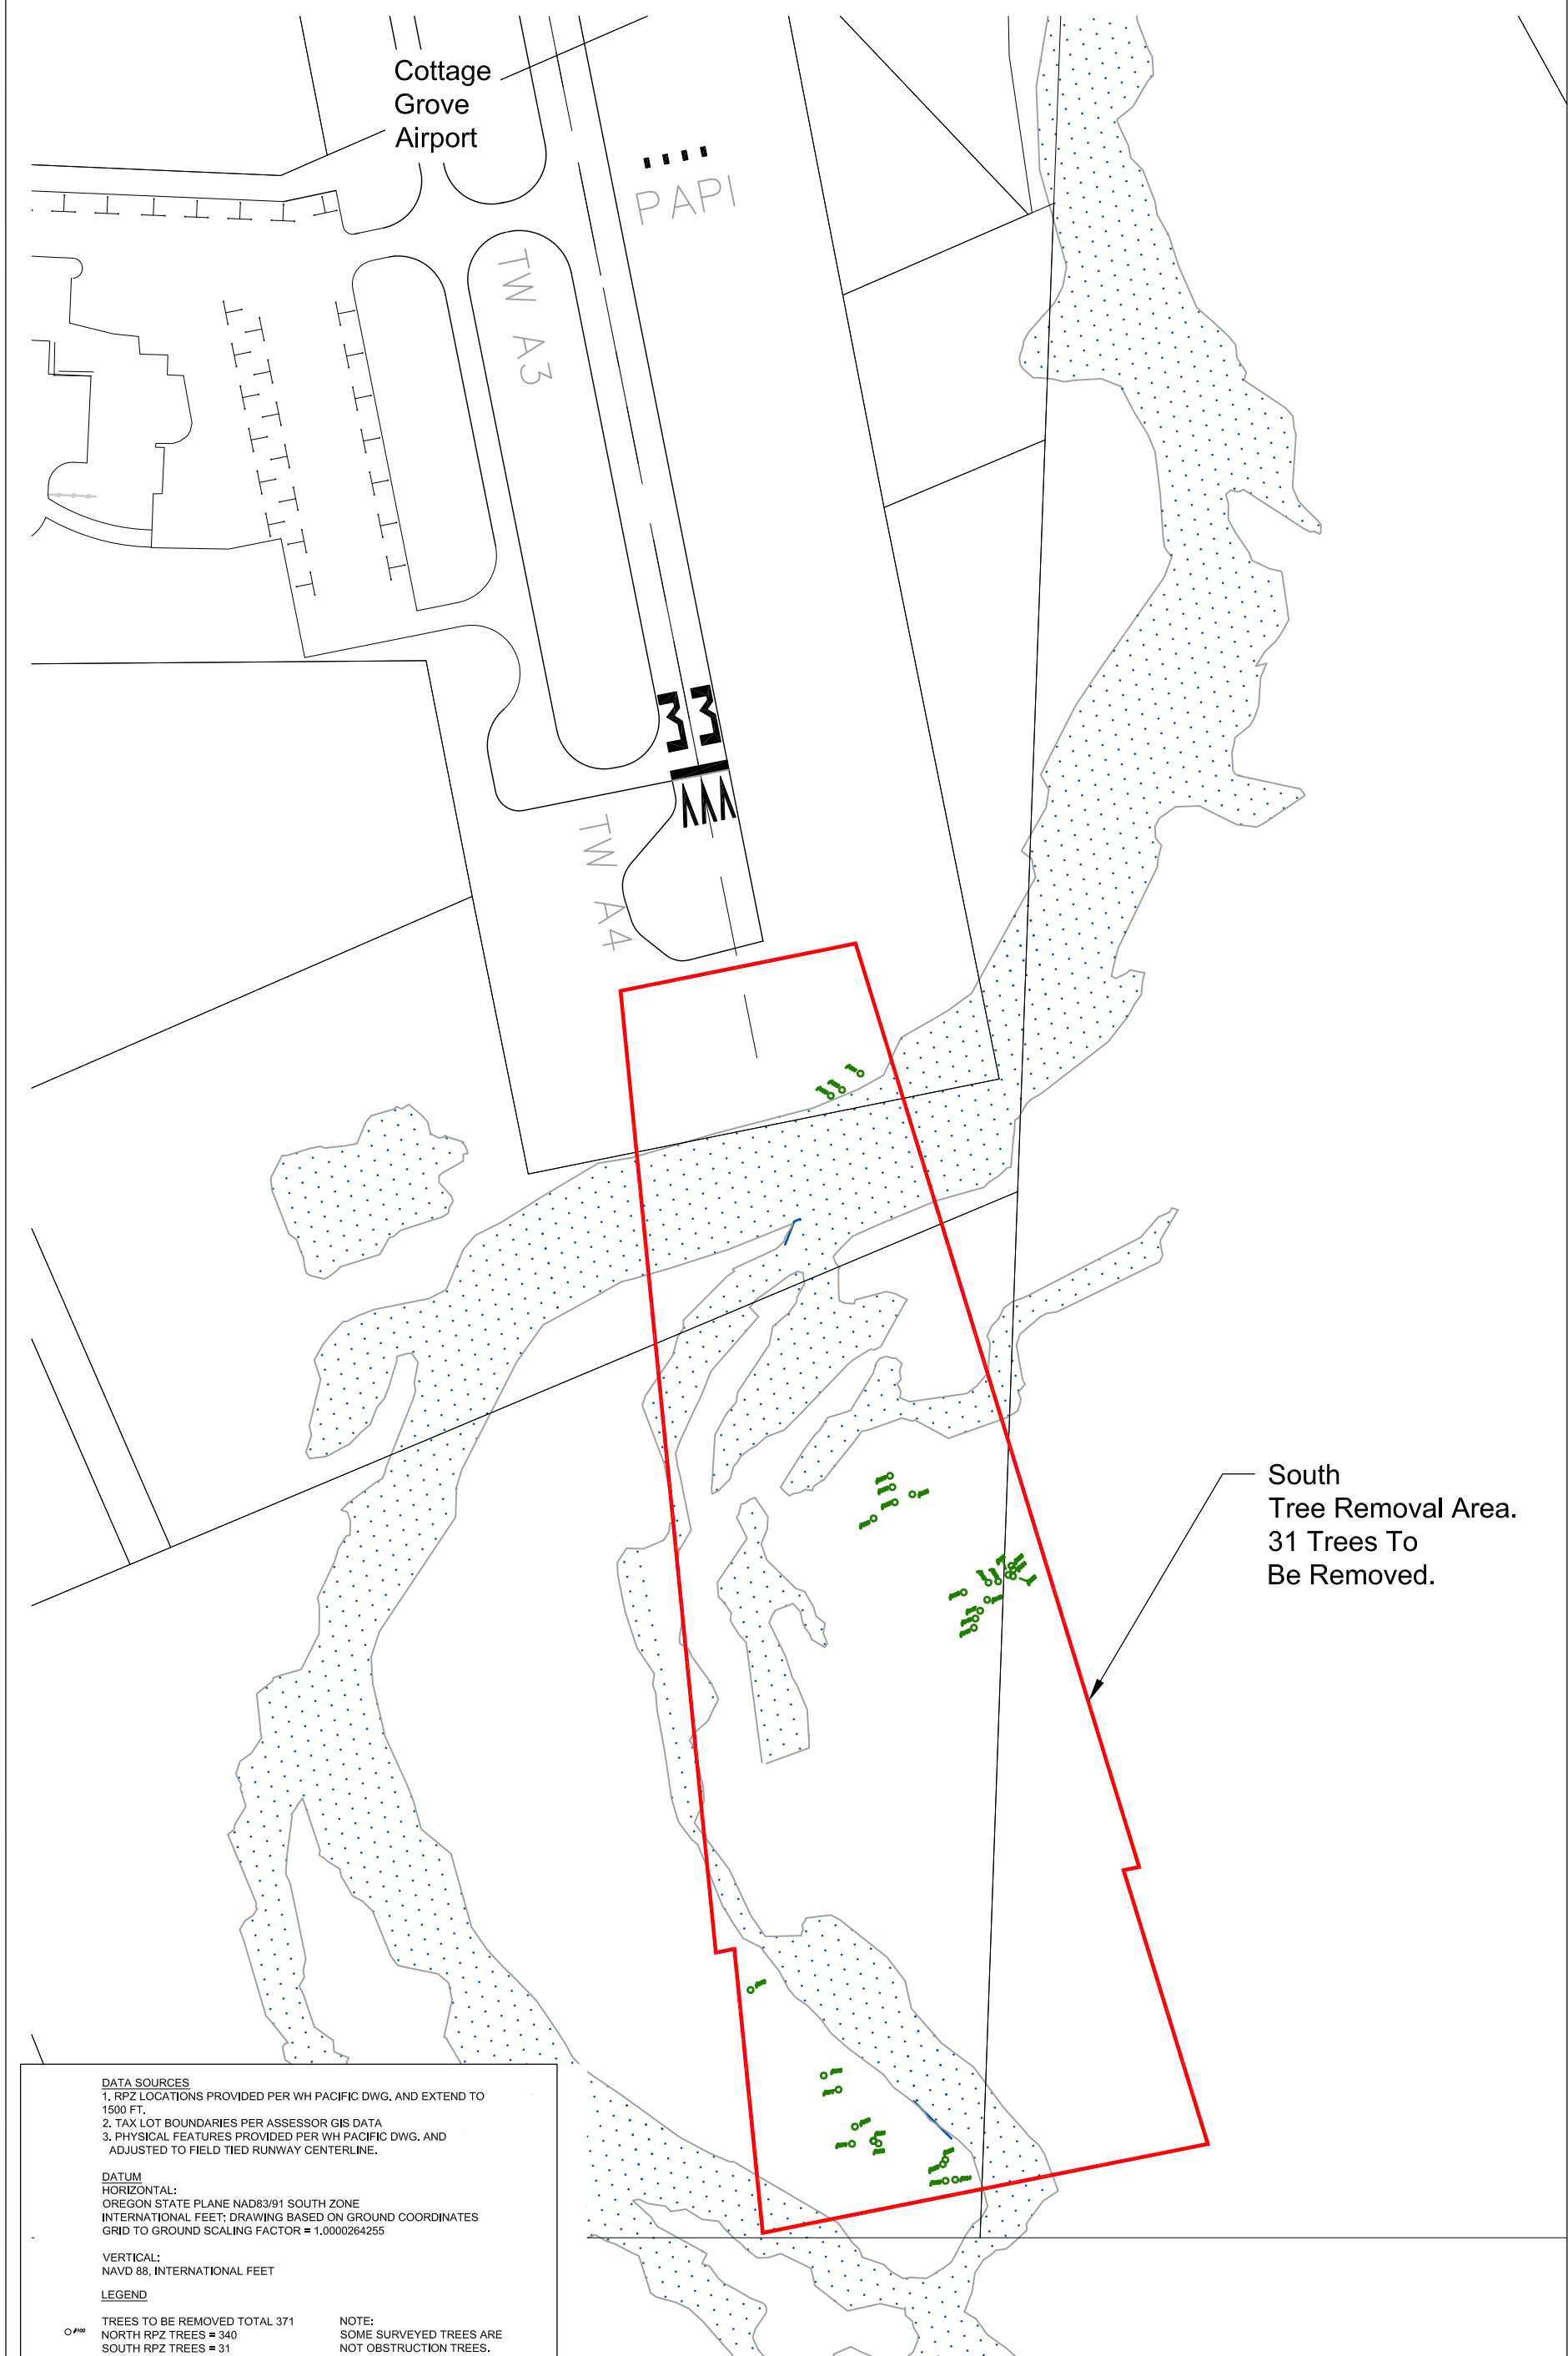 Cottage
Grove
Airport
PAPI
TW A3
33
TW A4
South
Tree Removal Area.
31 Trees To
Be Removed.
DATA SOURCES
1. RPZ LOCATIONS PROVIDED PER WH PACIFIC DWG. AND EXTEND TO
1500 FT.
2. TAX LOT BOUNDARIES PER ASSESSOR GIS DATA
3. PHYSICAL FEATURES PROVIDED PER WH PACIFIC DWG. AND
ADJUSTED TO FIELD TIED RUNWAY CENTERLINE.
DATUM
HORIZONTAL:
OREGON STATE PLANE NAD83/91 SOUTH ZONE
INTERNATIONAL FEET; DRAWING BASED ON GROUND COORDINATES
GRID TO GROUND SCALING FACTOR = 1.0000264255
VERTICAL:
NAVD 88, INTERNATIONAL FEET
LEGEND
TREES TO BE REMOVED TOTAL 371
NORTH RPZ TREES = 340
SOUTH RPZ TREES = 31
NOTE:
SOME SURVEYED TREES ARE
NOT OBSTRUCTION TREES.